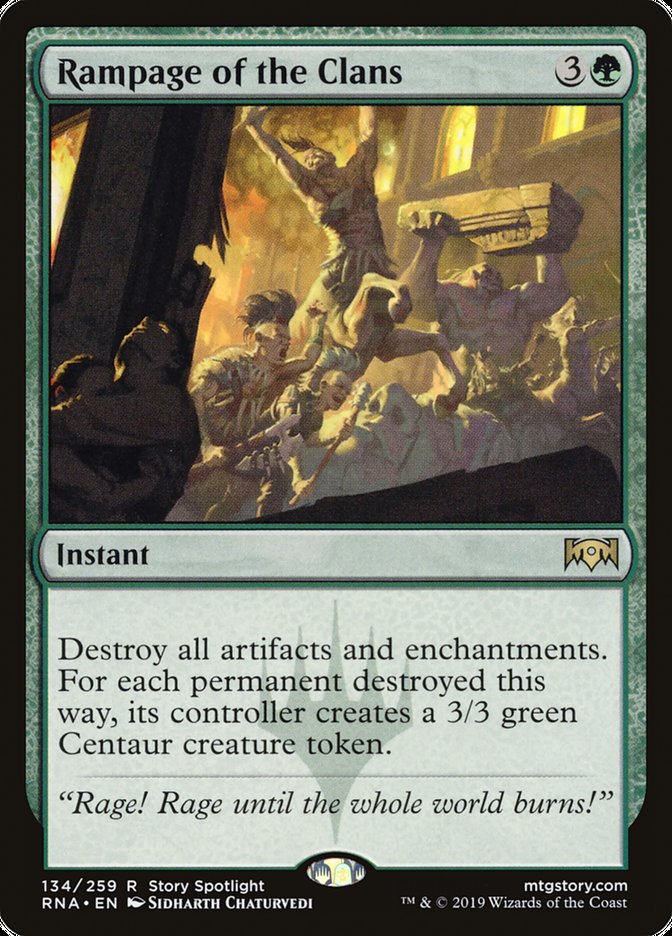 Rampage of the Clans 3
Instant
Destroy all artifacts and enchantments.
For each permanent destroyed this
way, its controller creates a 3/3 green
Centaur creature token.
“Rage! Rage until the whole world burns!”
134/259 R Story Spotlight
mtgstory.com
RNA • EN Sidharth Chaturvedi
™ & © 2019 Wizards of the Coast